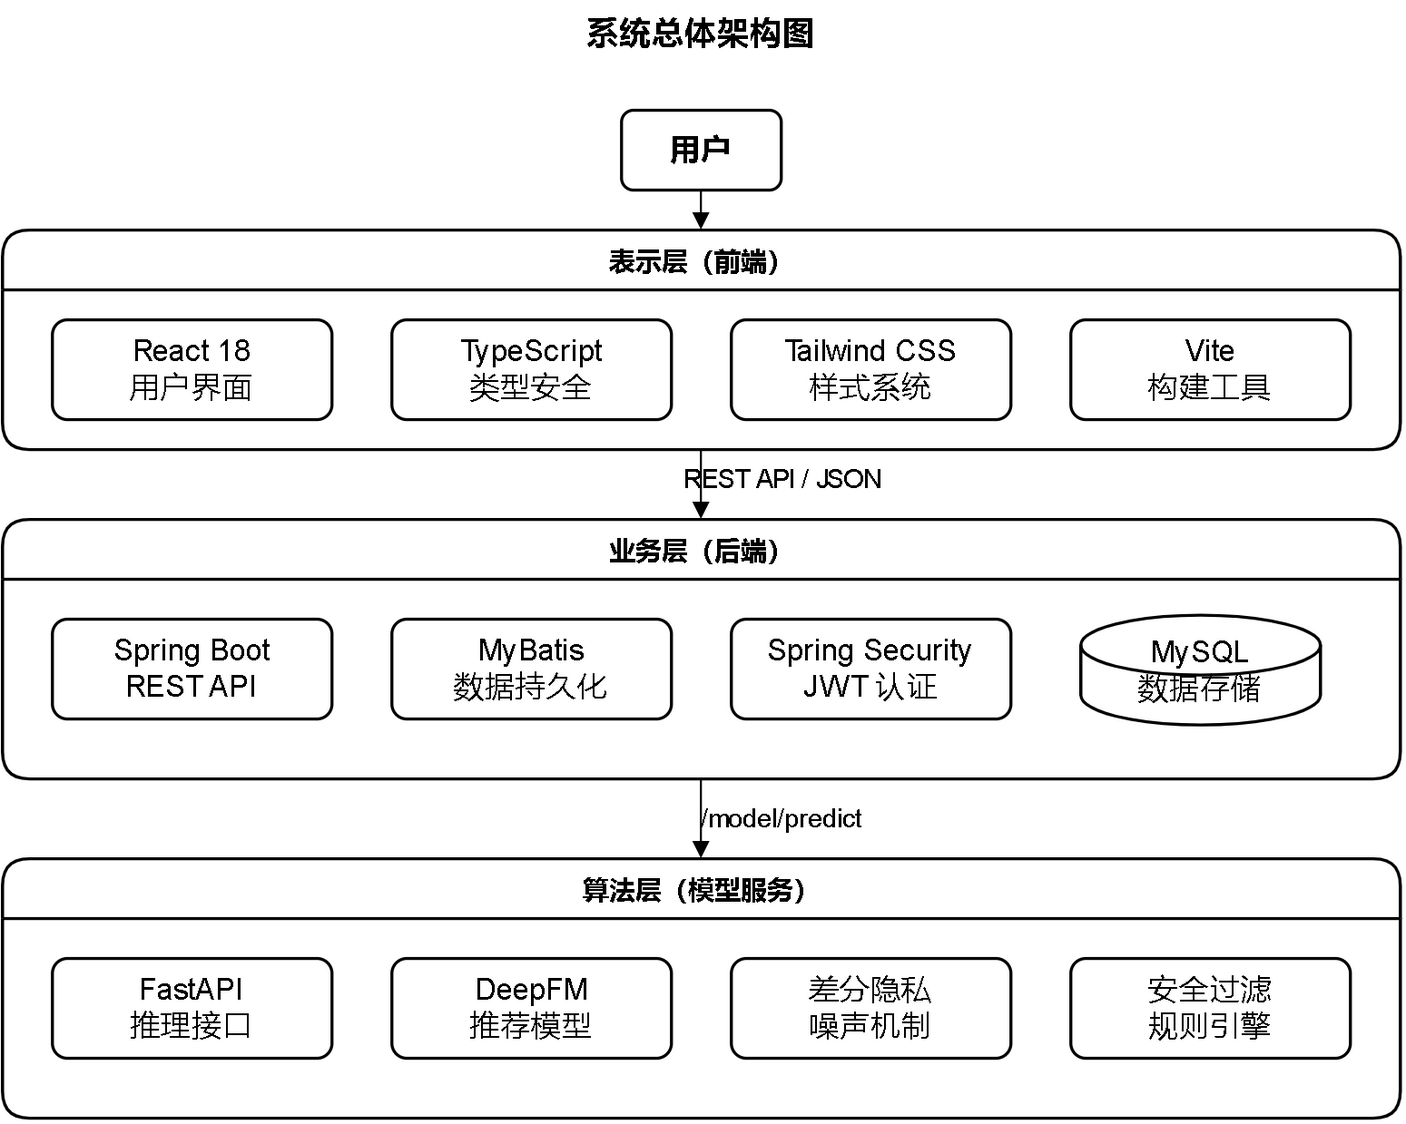 系统总体架构图
用户
表示层（前端）
React 18
用户界面
TypeScript
类型安全
Tailwind CSS
样式系统
Vite
构建工具
REST API / JSON
业务层（后端）
Spring Boot
REST API
MyBatis
数据持久化
Spring Security
JWT 认证
MySQL
数据存储
/model/predict
算法层（模型服务）
FastAPI
推理接口
DeepFM
推荐模型
差分隐私
噪声机制
安全过滤
规则引擎